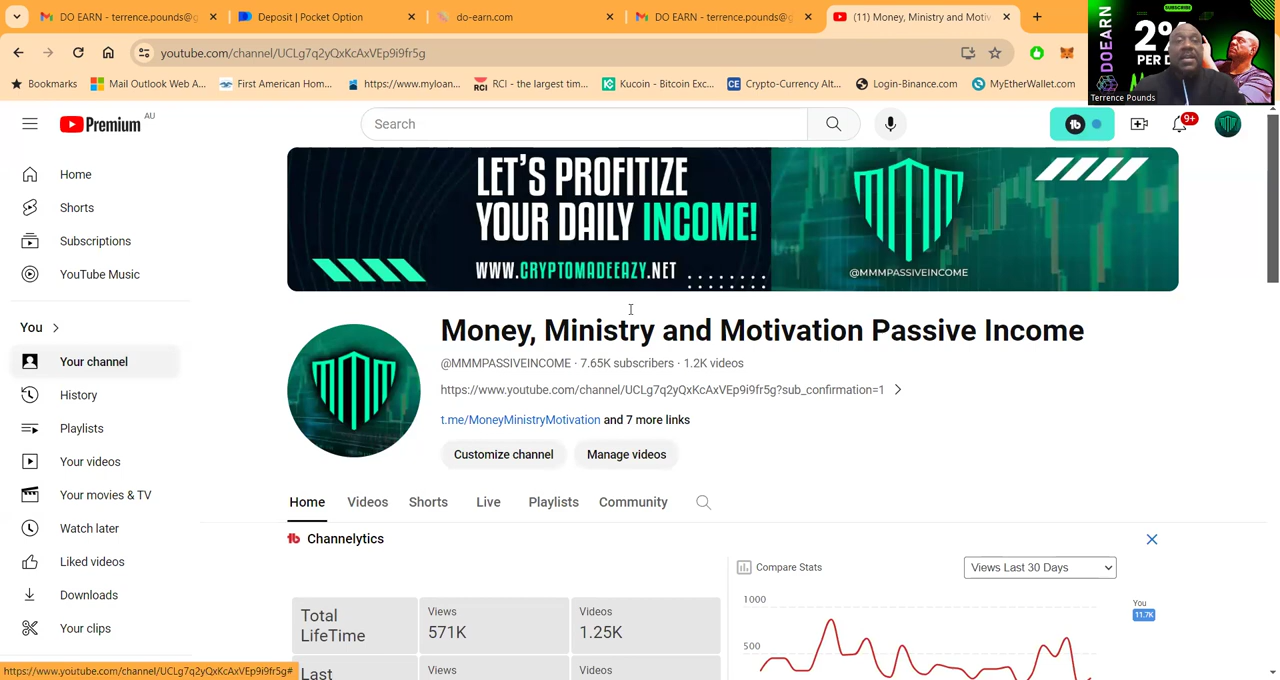 DO EARN - terrence.pounds@g
Deposit | Pocket Option
do-earn.com
DO EARN - terrence.pounds@g
(11) Money, Ministry and Motiv
youtube.com/channel/UCLg7q2yQxKcAxVEp9i9fr5g
Bookmarks
Mail Outlook Web A...
First American Hom...
https://www.myloan...
RCI
RCI - the largest tim...
Kucoin - Bitcoin Exc...
CE
Crypto-Currency Alt...
Login-Binance.com
MyEtherWallet.com
SUBSCRIBE
DOEARN
2%
PER D
Terrence Pounds
Premium
AU
Search
9+
Home
Shorts
Subscriptions
YouTube Music
You
Your channel
History
Playlists
Your videos
Your movies & TV
Watch later
Liked videos
Downloads
Your clips
LET'S PROFITIZE
YOUR DAILY INCOME!
WWW.CRYPTOMADEEAZY.NET
@MMMPASSIVEINCOME
Money, Ministry and Motivation Passive Income
@MMMPASSIVEINCOME · 7.65K subscribers · 1.2K videos
https://www.youtube.com/channel/UCLg7q2yQxKcAxVEp9i9fr5g?sub_confirmation=1
t.me/MoneyMinistryMotivation and 7 more links
Customize channel
Manage videos
Home
Videos
Shorts
Live
Playlists
Community
Channelytics
Compare Stats
Views Last 30 Days
Total
LifeTime
Views
571K
Videos
1.25K
Last
Views
Videos
1000
500
You
11.7K
https://www.youtube.com/channel/UCLg7q2yQxKcAxVEp9i9fr5g#